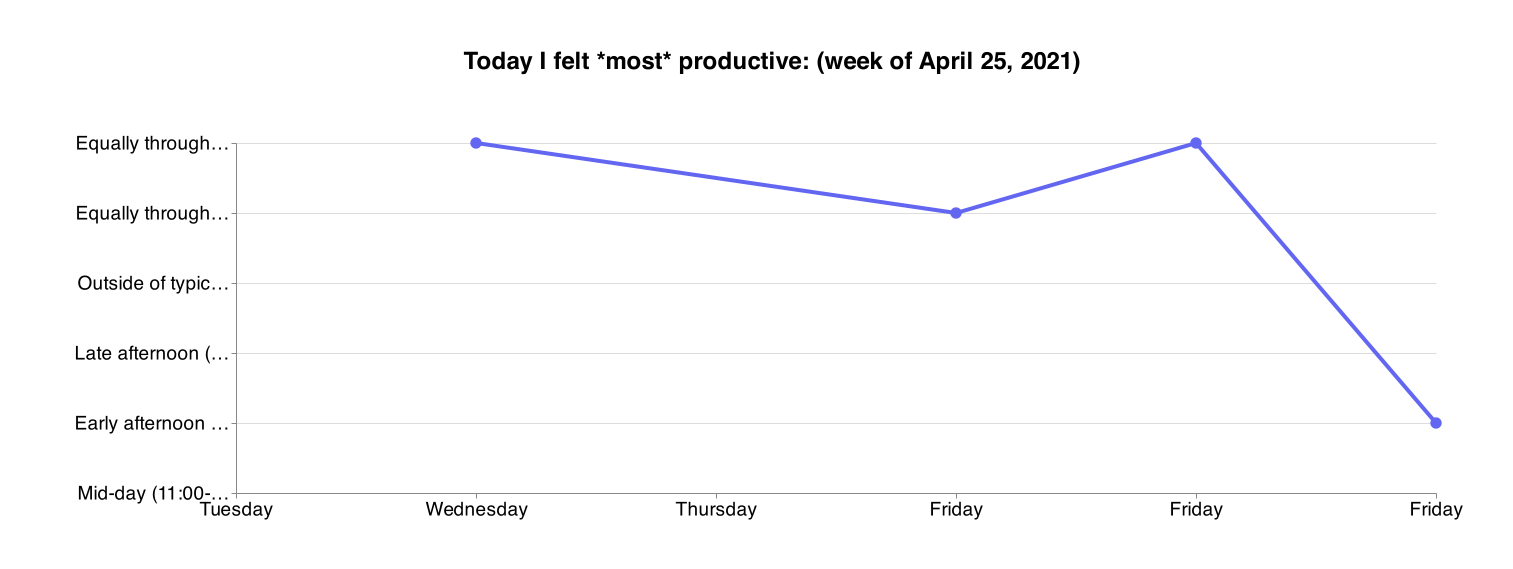 Today I felt *most* productive: (week of April 25, 2021)
Equally through…
Equally through…
Outside of typic…
Late afternoon (…
Early afternoon …
Mid-day (11:00-…
Tuesday Wednesday Thursday Friday Friday Friday